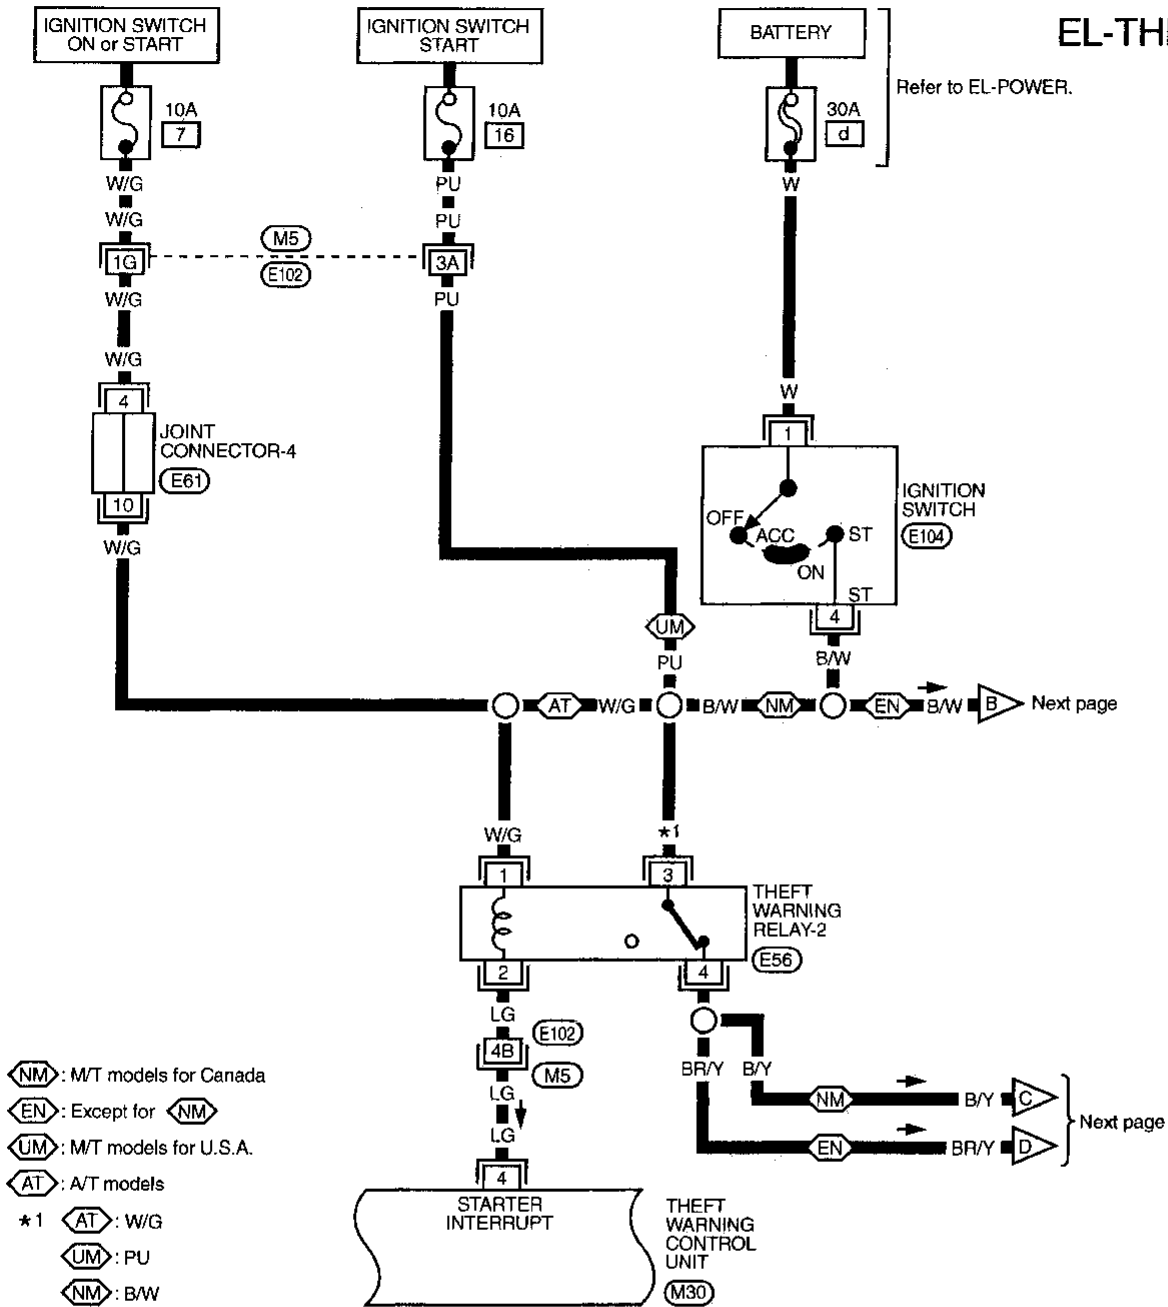 IGNITION SWITCH
ON or START
IGNITION SWITCH
START
BATTERY
EL-TH
Refer to EL-POWER.
10A
7
10A
16
30A
d
W/G
PU
W
W/G
PU
M5
1G
3A
E102
W/G
PU
W/G
W
4
1
JOINT
CONNECTOR-4
E61
10
IGNITION
SWITCH
E104
OFF
ACC
ST
ON
W/G
ST
4
UM
PU
B/W
AT
W/G
B/W
NM
EN
B/W
B
Next page
W/G
*1
1
3
THEFT
WARNING
RELAY-2
E56
2
4
LG
E102
4B
M5
LG
LG
BR/Y
B/Y
NM
B/Y
C
EN
BR/Y
D
Next page
4
STARTER
INTERRUPT
THEFT
WARNING
CONTROL
UNIT
M30
NM : M/T models for Canada
EN : Except for NM
UM : M/T models for U.S.A.
AT : A/T models
*1 AT : W/G
UM : PU
NM : B/W